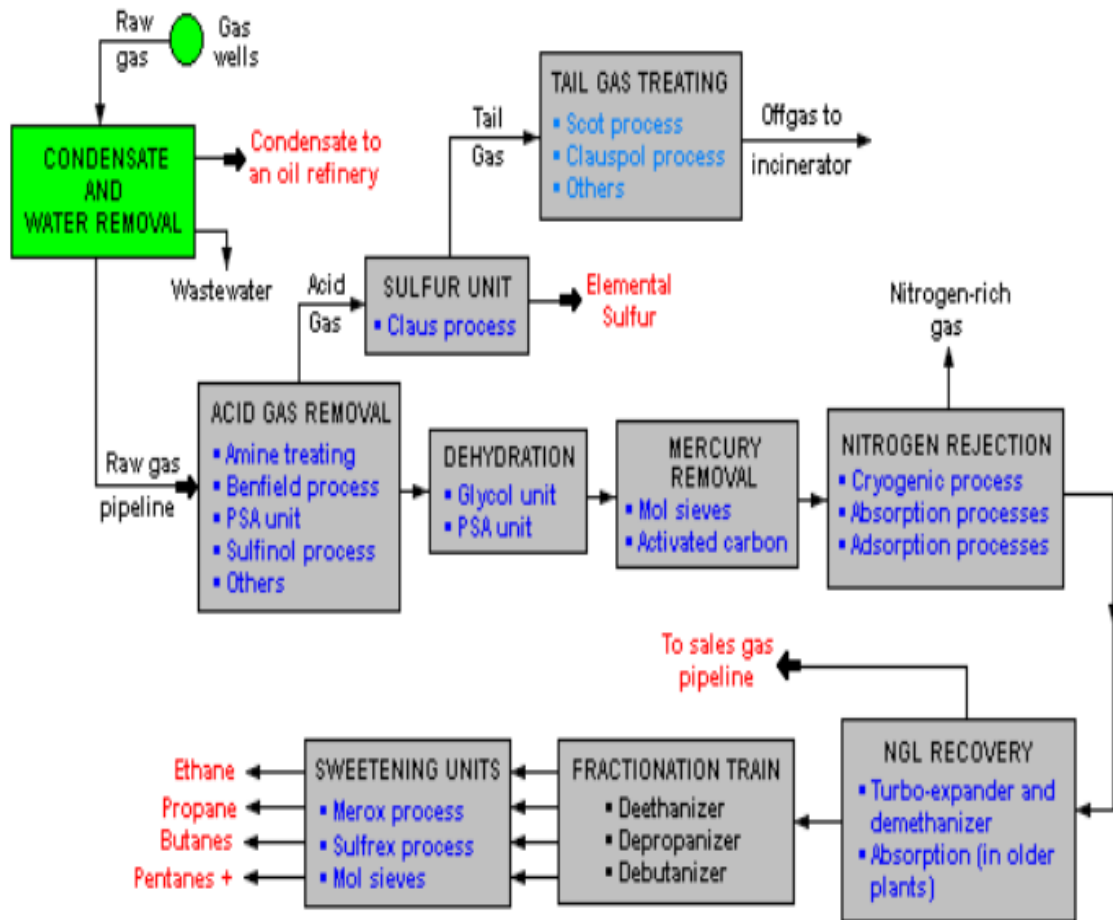 Raw
gas
Gas
wells
CONDENSATE
AND
WATER REMOVAL
Condensate to
an oil refinery
Wastewater
TAIL GAS TREATING
▪ Scot process
▪ Clauspol process
▪ Others
Tail
Gas
Offgas to
incinerator
SULFUR UNIT
▪ Claus process
Acid
Gas
Elemental
Sulfur
Nitrogen-rich
gas
Raw gas
pipeline
ACID GAS REMOVAL
▪ Amine treating
▪ Benfield process
▪ PSA unit
▪ Sulfinol process
▪ Others
DEHYDRATION
▪ Glycol unit
▪ PSA unit
MERCURY
REMOVAL
▪ Mol sieves
▪ Activated carbon
NITROGEN REJECTION
▪ Cryogenic process
▪ Absorption processes
▪ Adsorption processes
To sales gas
pipeline
NGL RECOVERY
▪ Turbo-expander and
demethanizer
▪ Absorption (in older
plants)
FRACTIONATION TRAIN
▪ Deethanizer
▪ Depropanizer
▪ Debutanizer
SWEETENING UNITS
▪ Merox process
▪ Sulfrex process
▪ Mol sieves
Ethane
Propane
Butanes
Pentanes +